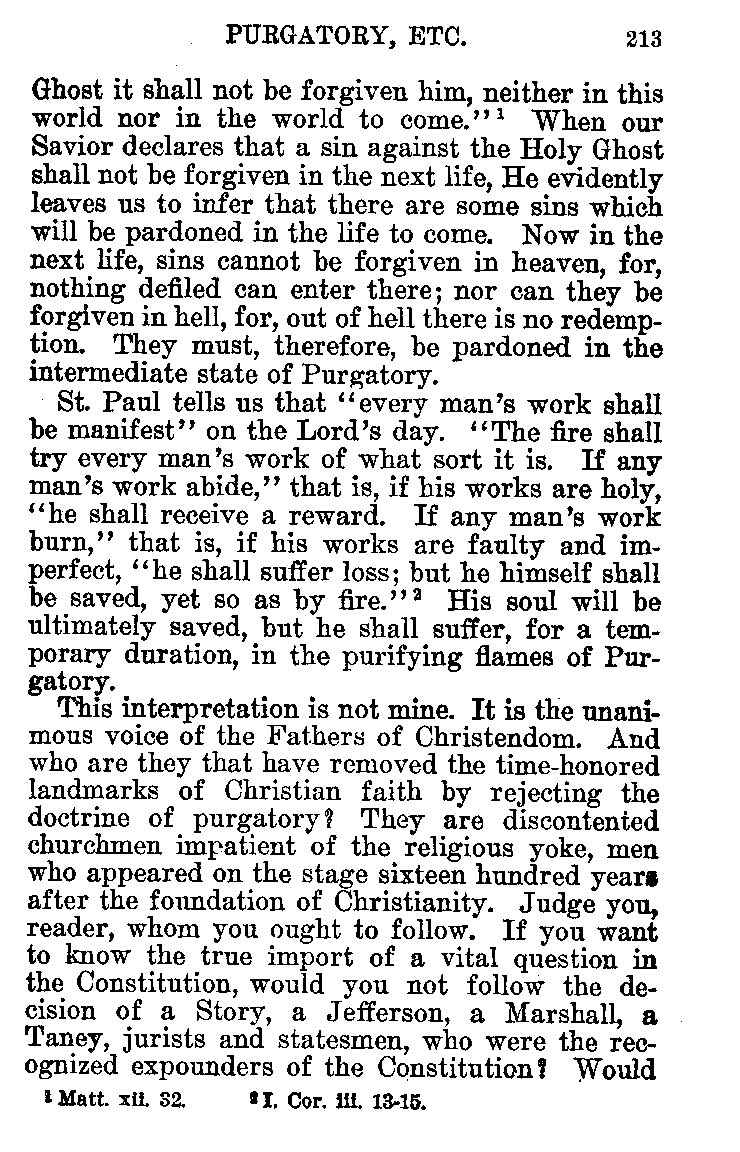 PURGATORY, ETC. 213
Ghost it shall not be forgiven him, neither in this
world nor in the world to come."¹ When our
Savior declares that a sin against the Holy Ghost
shall not be forgiven in the next life, He evidently
leaves us to infer that there are some sins which
will be pardoned in the life to come. Now in the
next life, sins cannot be forgiven in heaven, for,
nothing defiled can enter there; nor can they be
forgiven in hell, for, out of hell there is no redemp-
tion. They must, therefore, be pardoned in the
intermediate state of Purgatory.
St. Paul tells us that "every man's work shall
be manifest" on the Lord's day. "The fire shall
try every man's work of what sort it is. If any
man's work abide," that is, if his works are holy,
"he shall receive a reward. If any man's work
burn," that is, if his works are faulty and im-
perfect, "he shall suffer loss; but he himself shall
be saved, yet so as by fire."² His soul will be
ultimately saved, but he shall suffer, for a tem-
porary duration, in the purifying flames of Pur-
gatory.
This interpretation is not mine. It is the unani-
mous voice of the Fathers of Christendom. And
who are they that have removed the time-honored
landmarks of Christian faith by rejecting the
doctrine of purgatory? They are discontented
churchmen impatient of the religious yoke, men
who appeared on the stage sixteen hundred years
after the foundation of Christianity. Judge you,
reader, whom you ought to follow. If you want
to know the true import of a vital question in
the Constitution, would you not follow the de-
cision of a Story, a Jefferson, a Marshall, a
Taney, jurists and statesmen, who were the rec-
ognized expounders of the Constitution? Would
¹ Matt. xii. 32. ² I. Cor. iii. 13-15.